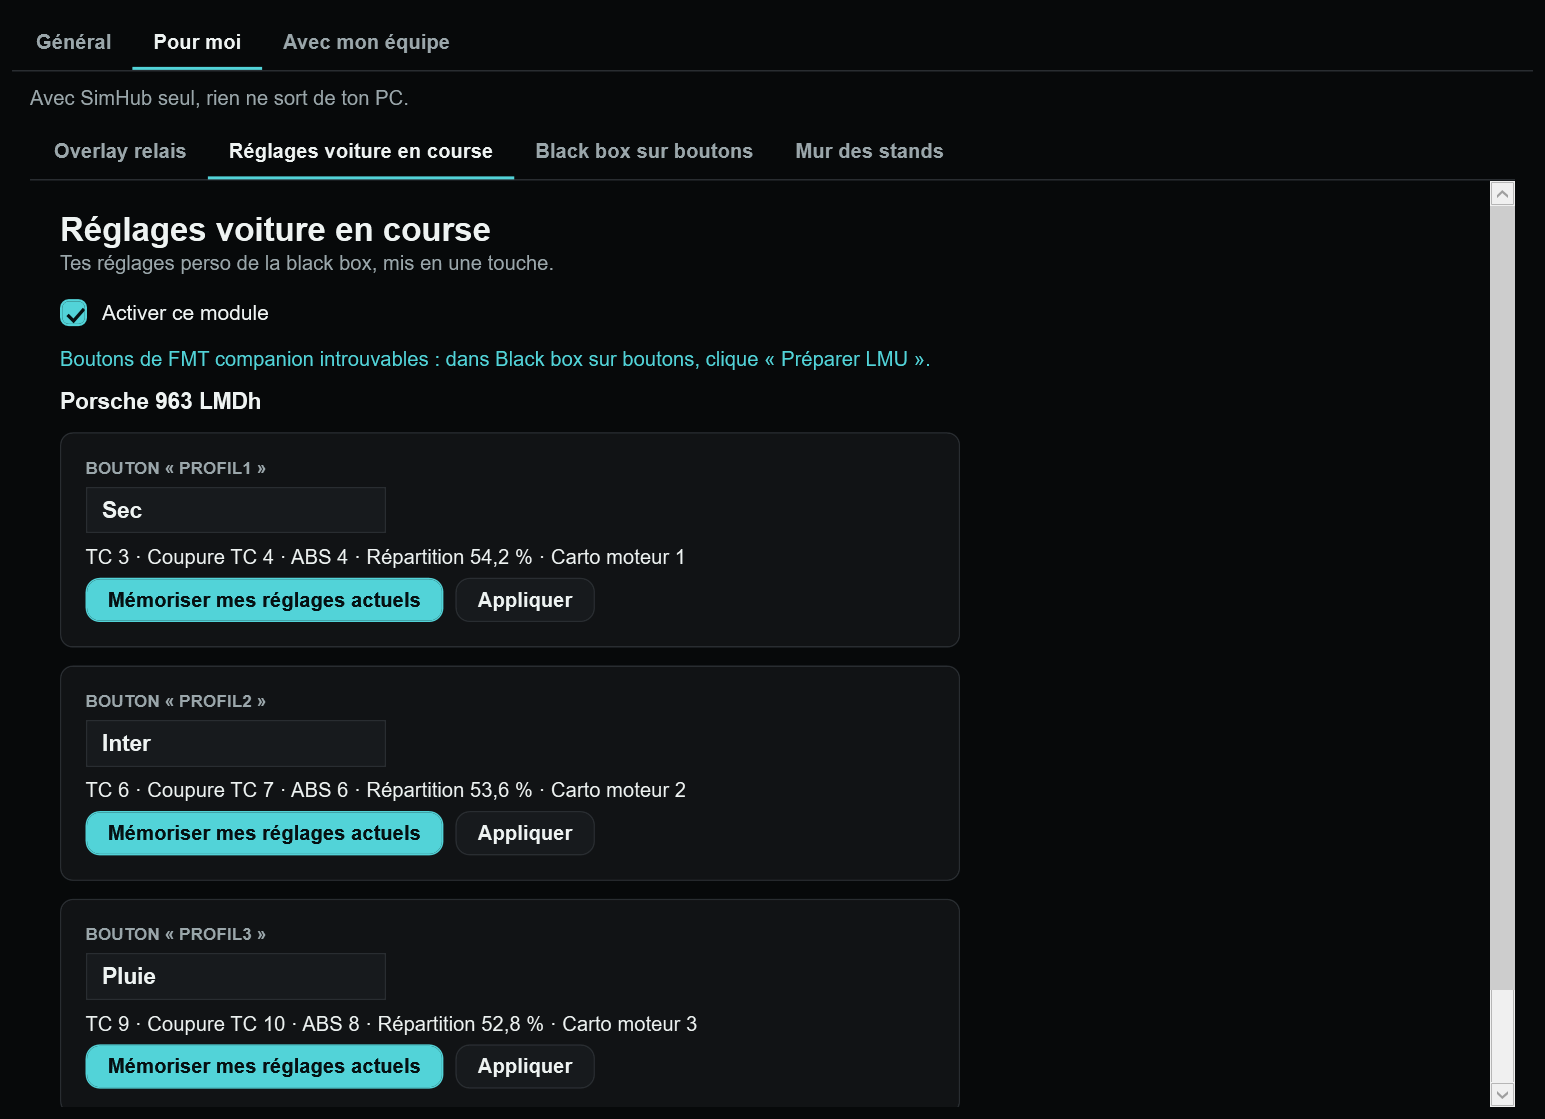 Général
Pour moi
Avec mon équipe
Avec SimHub seul, rien ne sort de ton PC.
Overlay relais
Réglages voiture en course
Black box sur boutons
Mur des stands
Réglages voiture en course
Tes réglages perso de la black box, mis en une touche.
Activer ce module
Boutons de FMT companion introuvables : dans Black box sur boutons, clique « Préparer LMU ».
Porsche 963 LMDh
BOUTON « PROFIL1 »
Sec
TC 3 · Coupure TC 4 · ABS 4 · Répartition 54,2 % · Carto moteur 1
Mémoriser mes réglages actuels
Appliquer
BOUTON « PROFIL2 »
Inter
TC 6 · Coupure TC 7 · ABS 6 · Répartition 53,6 % · Carto moteur 2
Mémoriser mes réglages actuels
Appliquer
BOUTON « PROFIL3 »
Pluie
TC 9 · Coupure TC 10 · ABS 8 · Répartition 52,8 % · Carto moteur 3
Mémoriser mes réglages actuels
Appliquer